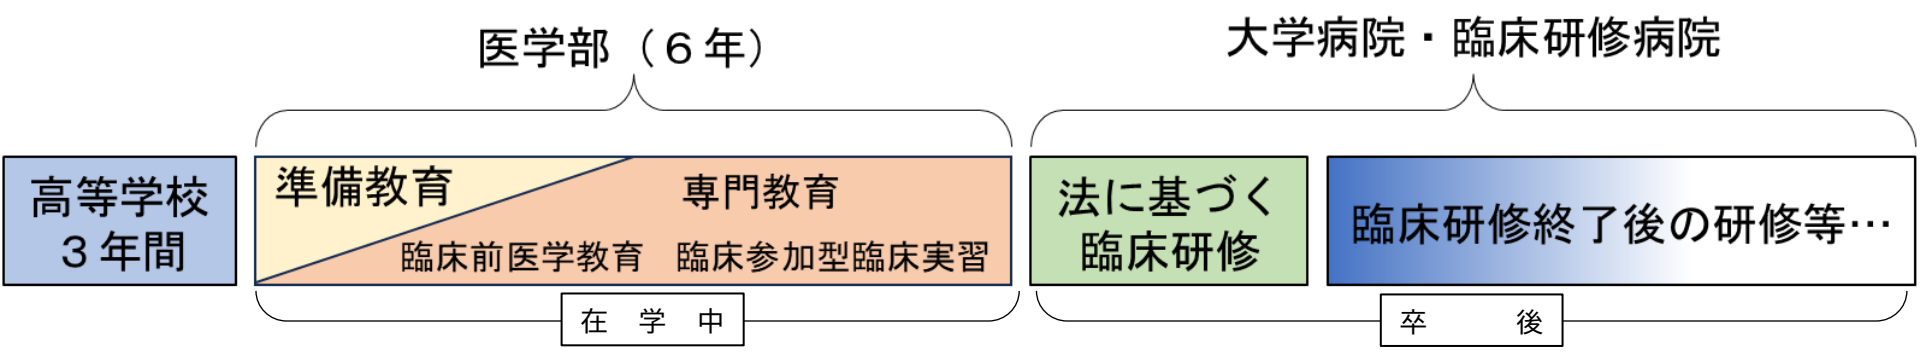 医学部（６年）
大学病院・臨床研修病院
高等学校
３年間
準備教育
専門教育
臨床前医学教育　臨床参加型臨床実習
法に基づく
臨床研修
臨床研修終了後の研修等…
在　学　中
卒　　　後